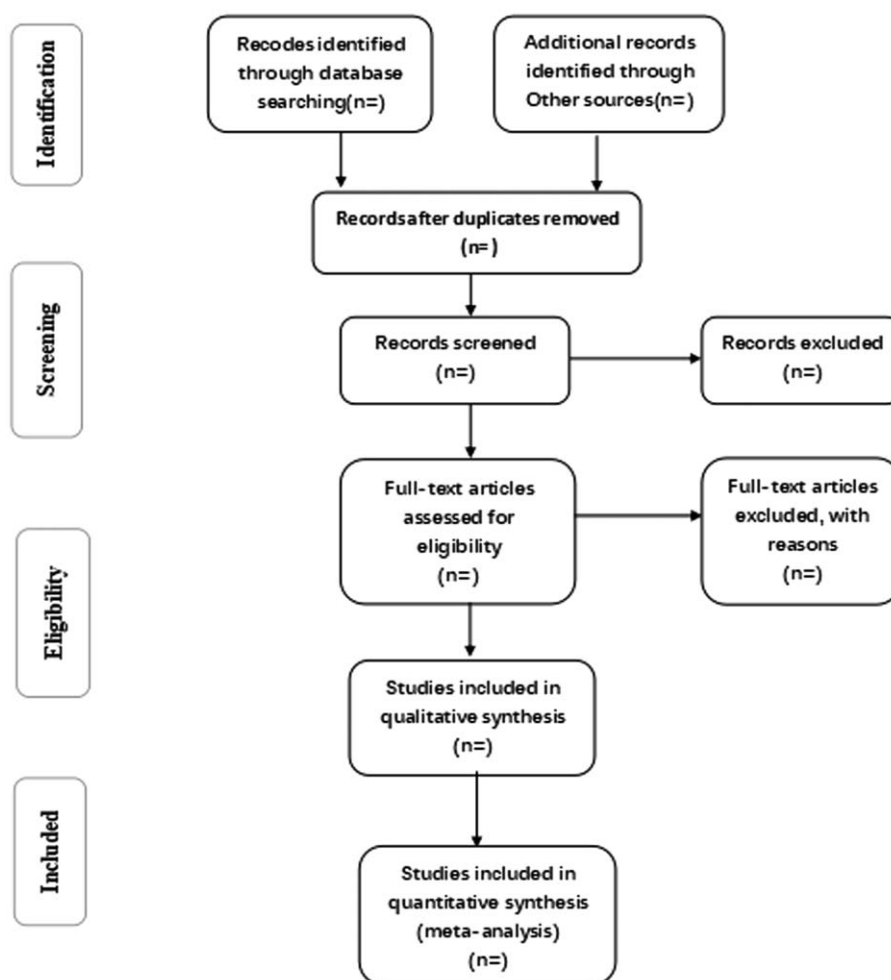 Identification
Recodes identified
through database
searching(n=)
Additional records
identified through
Other sources(n=)
Records after duplicates removed
(n= )
Screening
Records screened
(n=)
Records excluded
(n=)
Eligibility
Full-text articles
assessed for
eligibility
(n=)
Full-text articles
excluded, with
reasons
(n=)
Studies included in
qualitative synthesis
(n=)
Included
Studies included in
quantitative synthesis
(meta-analysis)
(n=)